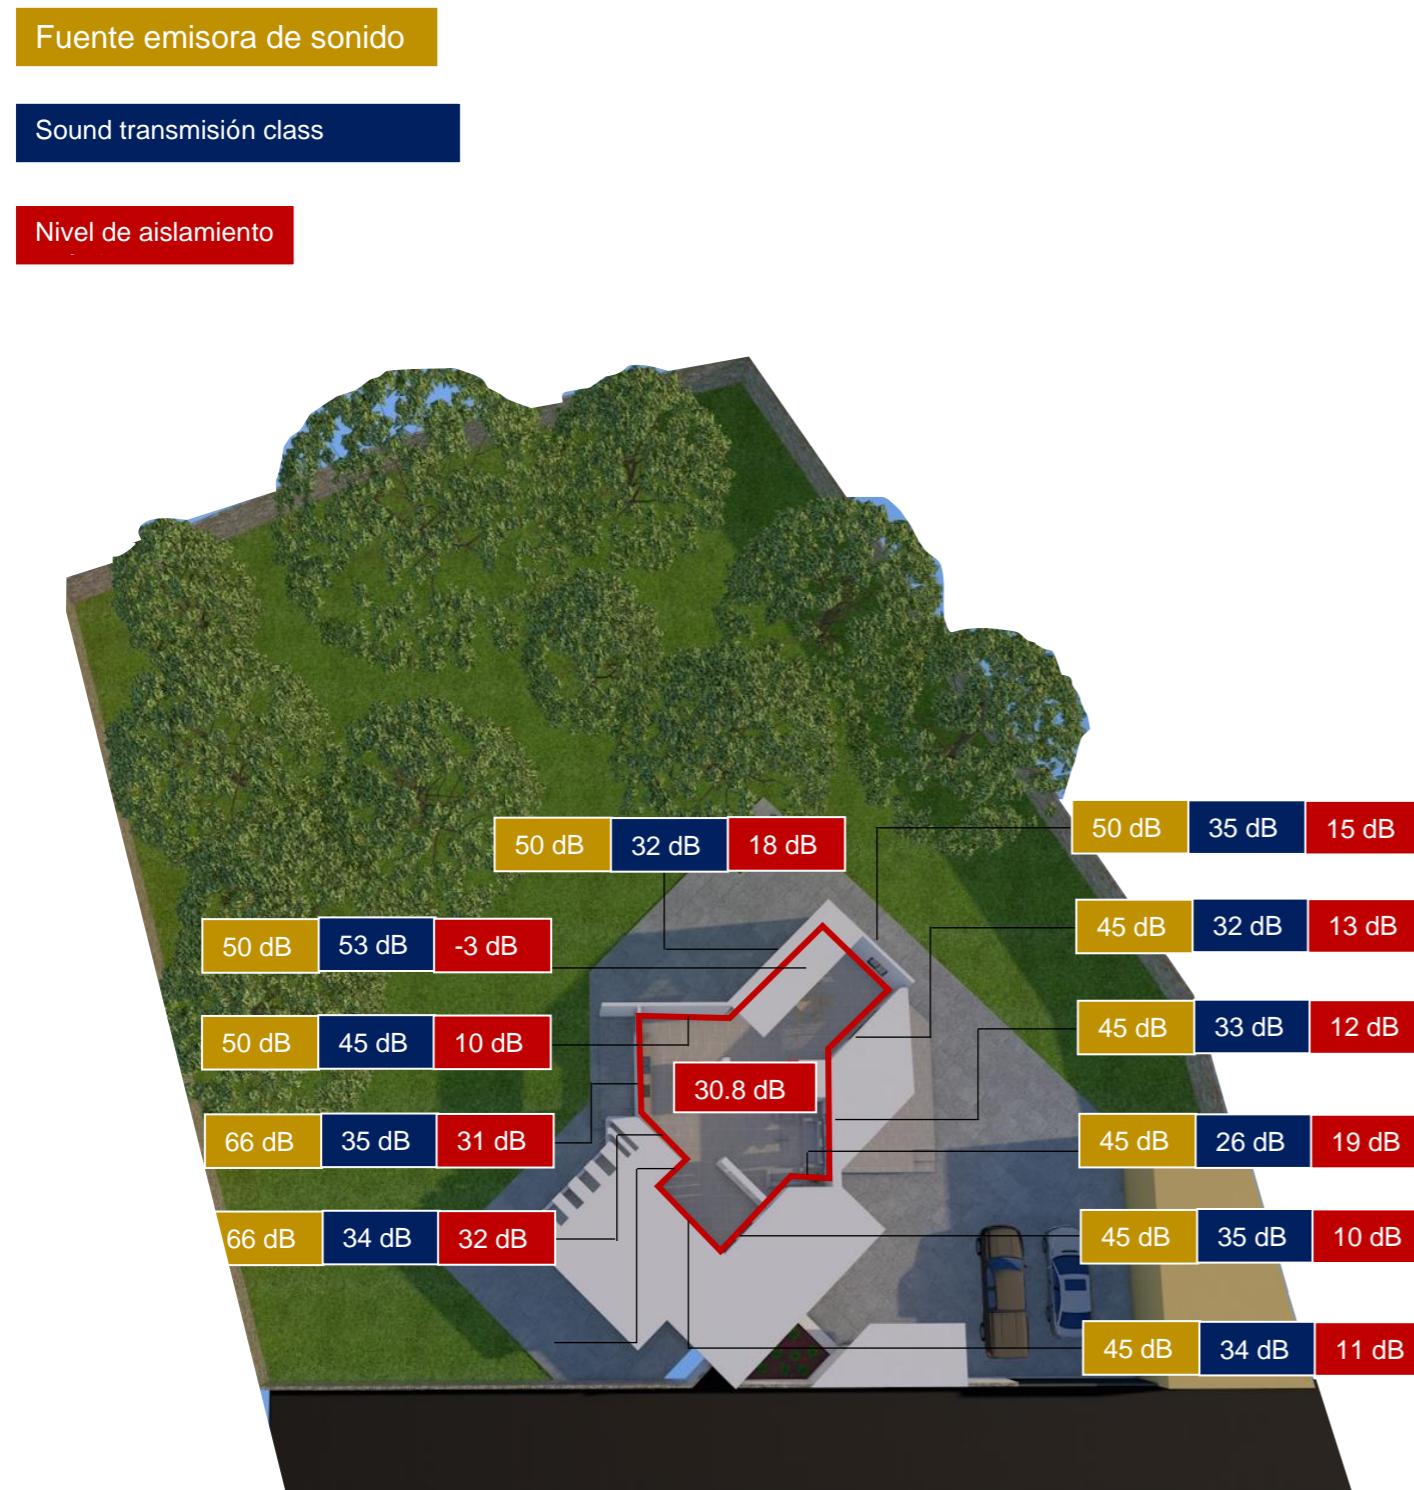 Fuente emisora de sonido
Sound transmisión class
Nivel de aislamiento
50 dB 35 dB 15 dB
50 dB 32 dB 18 dB
45 dB 32 dB 13 dB
50 dB 53 dB -3 dB
45 dB 33 dB 12 dB
50 dB 45 dB 10 dB
30.8 dB
66 dB 35 dB 31 dB
45 dB 26 dB 19 dB
66 dB 34 dB 32 dB
45 dB 35 dB 10 dB
45 dB 34 dB 11 dB